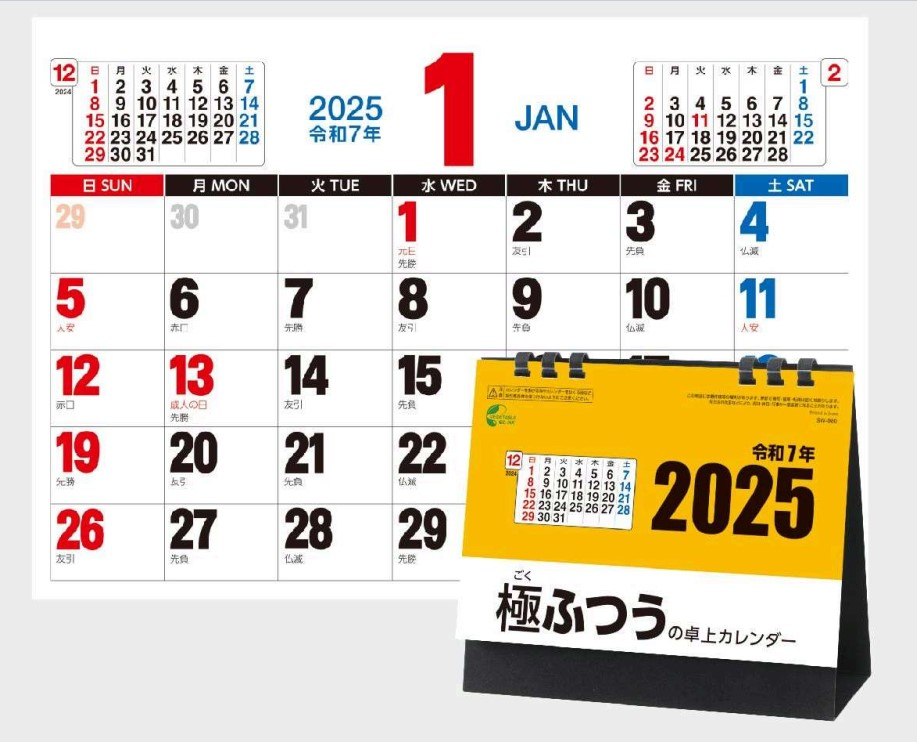 12
2024
日 月 火 水 木 金 土
1 2 3 4 5 6 7
8 9 10 11 12 13 14
15 16 17 18 19 20 21
22 23 24 25 26 27 28
29 30 31
2025
令和7年
1
JAN
2
日 月 火 水 木 金 土
1
2 3 4 5 6 7 8
9 10 11 12 13 14 15
16 17 18 19 20 21 22
23 24 25 26 27 28
日 SUN 月 MON 火 TUE 水 WED 木 THU 金 FRI 土 SAT
29 30 31 1 2 3 4
元日
先勝 友引 先負 仏滅
5 6 7 8 9 10 11
大安 赤口 先勝 友引 先負 仏滅 大安
12 13 14 15
赤口 成人の日 友引 先負
先勝
19 20 21 22
先勝 友引 先負 仏滅
26 27 28 29
友引 先負 仏滅 先勝
VEGETABLE
OIL INK
令和7年
2025
12
2024
日 月 火 水 木 金 土
1 2 3 4 5 6 7
8 9 10 11 12 13 14
15 16 17 18 19 20 21
22 23 24 25 26 27 28
29 30 31
ごく
極ふつうの卓上カレンダー